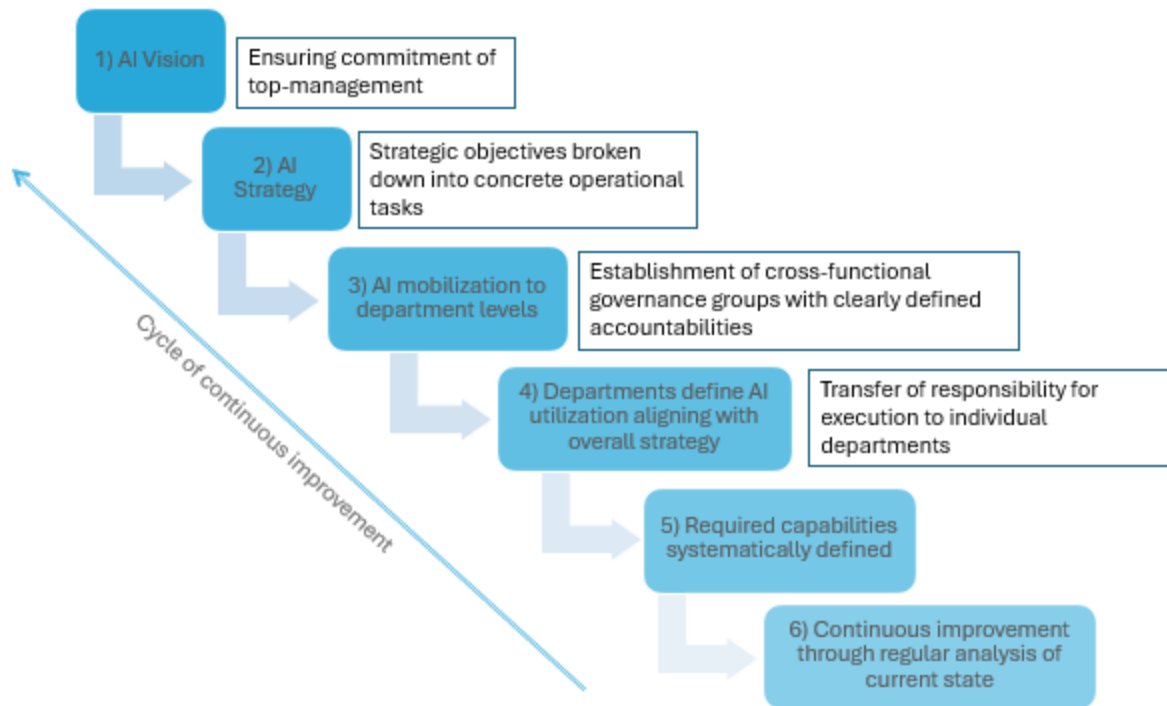 1) AI Vision
Ensuring commitment of
top-management
2) AI
Strategy
Strategic objectives broken
down into concrete operational
tasks
3) AI mobilization to
department levels
Establishment of cross-functional
governance groups with clearly defined
accountabilities
4) Departments define AI
utilization aligning with
overall strategy
Transfer of responsibility for
execution to individual
departments
5) Required capabilities
systematically defined
6) Continuous improvement
through regular analysis of
current state
Cycle of continuous improvement